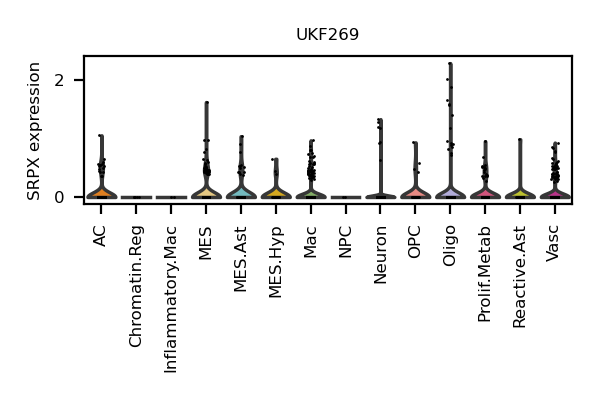 UKF269
SRPX expression
2
0
AC
Chromatin.Reg
Inflammatory.Mac
MES
MES.Ast
MES.Hyp
Mac
NPC
Neuron
OPC
Oligo
Prolif.Metab
Reactive.Ast
Vasc